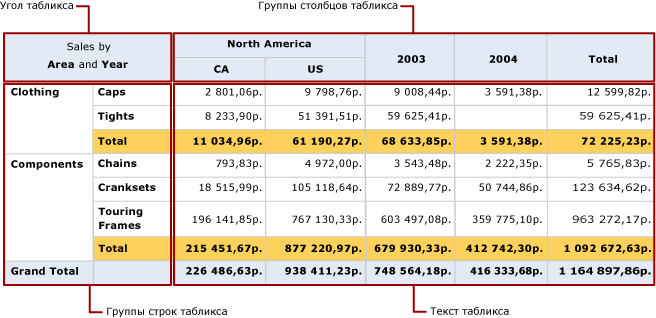 Угол табликса Группы столбцов табликса
Sales by North America 2003 2004 Total
Area and Year CA US
Clothing Caps 2 801,06р. 9 798,76р. 9 008,44р. 3 591,38р. 12 599,82р.
Tights 8 233,90р. 51 391,51р. 59 625,41р. 59 625,41р.
Total 11 034,96р. 61 190,27р. 68 633,85р. 3 591,38р. 72 225,23р.
Components Chains 793,83р. 4 972,00р. 3 543,48р. 2 222,35р. 5 765,83р.
Cranksets 18 515,99р. 105 118,64р. 72 889,77р. 50 744,86р. 123 634,62р.
Touring
Frames 196 141,85р. 767 130,33р. 603 497,08р. 359 775,10р. 963 272,17р.
Total 215 451,67р. 877 220,97р. 679 930,33р. 412 742,30р. 1 092 672,63р.
Grand Total 226 486,63р. 938 411,23р. 748 564,18р. 416 333,68р. 1 164 897,86р.
Группы строк табликса Текст табликса